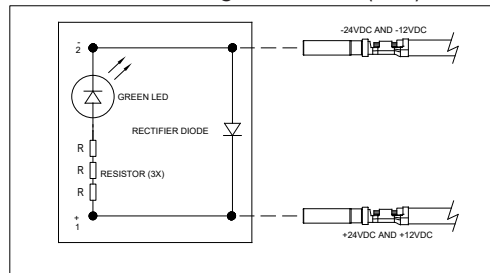 -24VDC AND -12VDC
-
2
GREEN LED
RECTIFIER DIODE
R
R
RESISTOR (3X)
R
+
1
+24VDC AND +12VDC